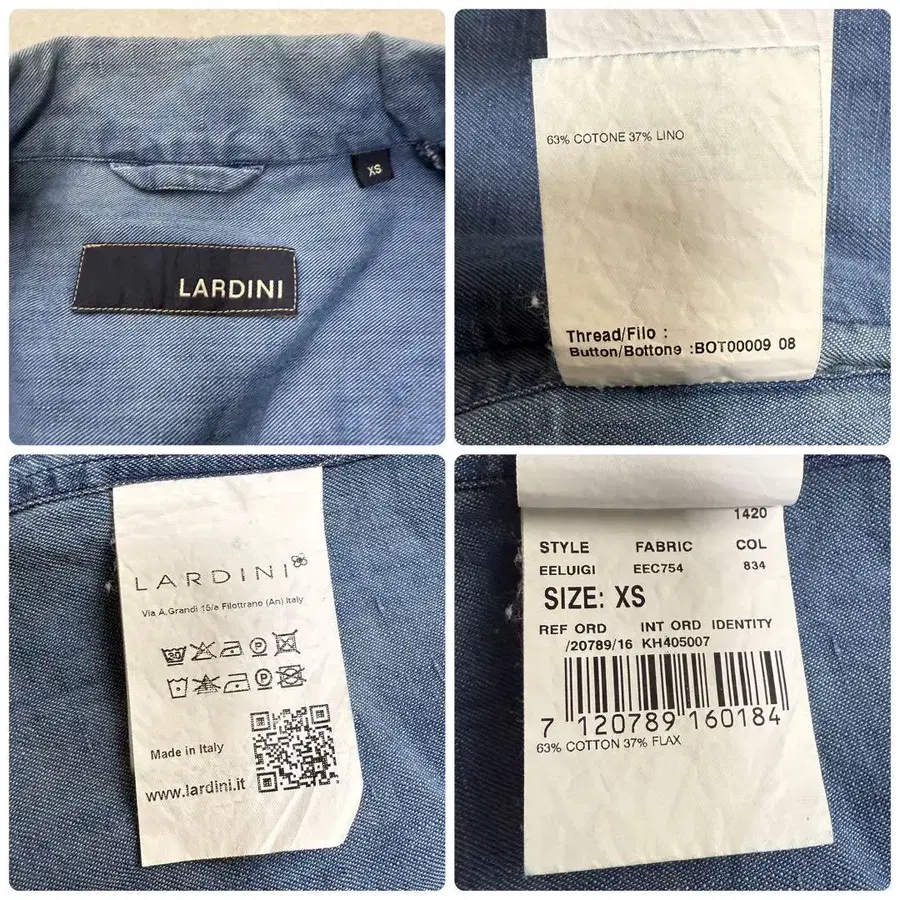 XS
LARDINI
63% COTONE 37% LINO
Thread/Filo :
Button/Bottone :BOT00009 08
LARDINI
Via A.Grandi 15/a Filottrano (An) Italy
30
P
P
Made in Italy
www.lardini.it
1420
STYLE FABRIC COL
EELUIGI EEC754 834
SIZE: XS
REF ORD INT ORD IDENTITY
/20789/16 KH405007
7 120789 160184
63% COTTON 37% FLAX